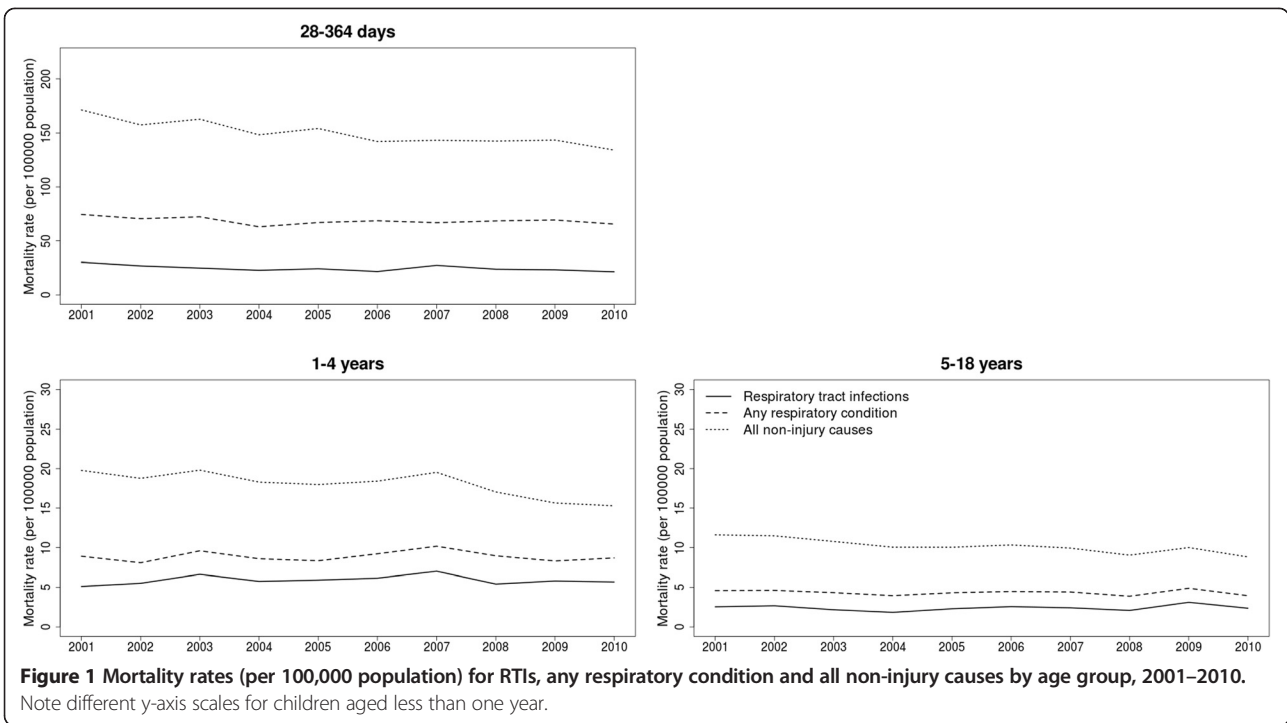 28-364 days
Mortality rate (per 100000 population)
200
150
100
50
0
2001 2002 2003 2004 2005 2006 2007 2008 2009 2010
1-4 years
Mortality rate (per 100000 population)
30
25
20
15
10
5
0
2001 2002 2003 2004 2005 2006 2007 2008 2009 2010
5-18 years
Mortality rate (per 100000 population)
30
25
20
15
10
5
0
Respiratory tract infections
Any respiratory condition
All non-injury causes
2001 2002 2003 2004 2005 2006 2007 2008 2009 2010
Figure 1 Mortality rates (per 100,000 population) for RTIs, any respiratory condition and all non-injury causes by age group, 2001–2010.
Note different y-axis scales for children aged less than one year.